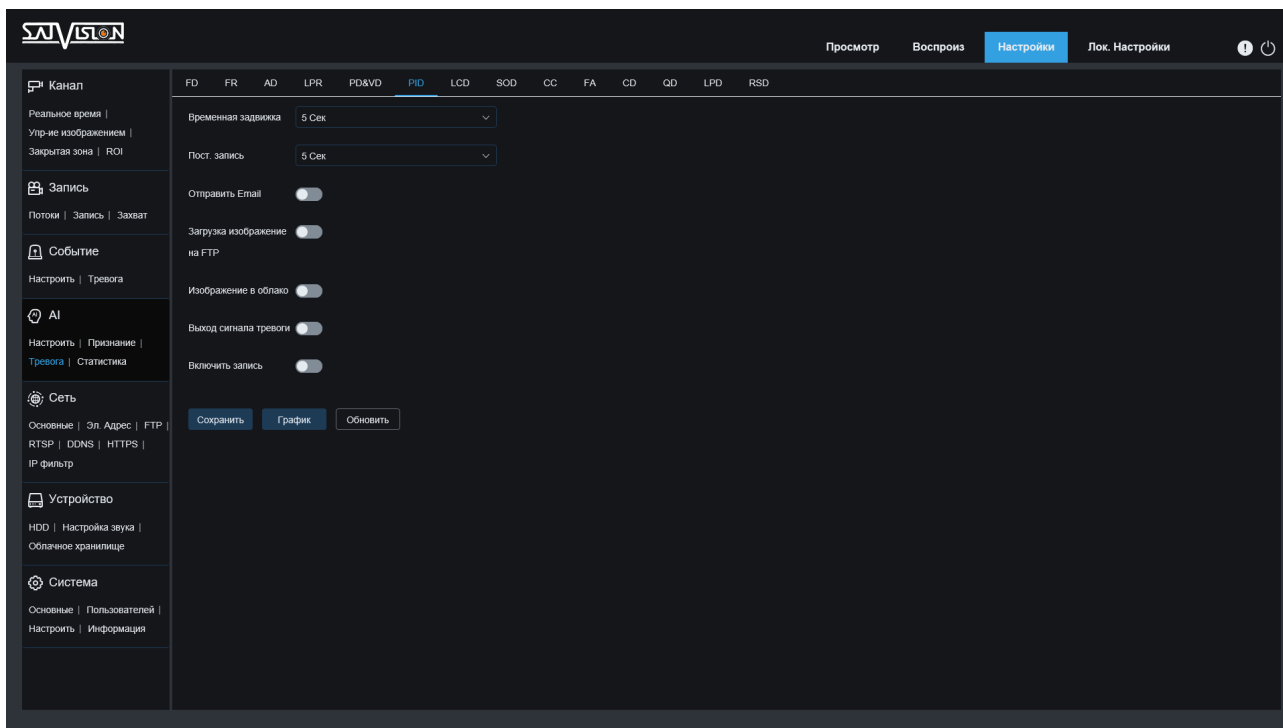 SATVISION
Просмотр Воспроиз Настройки Лок. Настройки
Канал
Реальное время |
Упр-ие изображением |
Закрытая зона | ROI
Запись
Потоки | Запись | Захват
Событие
Настроить | Тревога
AI
Настроить | Признание |
Тревога | Статистика
Сеть
Основные | Эл. Адрес | FTP |
RTSP | DDNS | HTTPS |
IP фильтр
Устройство
HDD | Настройка звука |
Облачное хранилище
Система
Основные | Пользователей |
Настроить | Информация
FD FR AD LPR PD&VD PID LCD SOD CC FA CD QD LPD RSD
Временная задвижка 5 Сек
Пост. запись 5 Сек
Отправить Email
Загрузка изображение
на FTP
Изображение в облако
Выход сигнала тревоги
Включить запись
Сохранить График Обновить